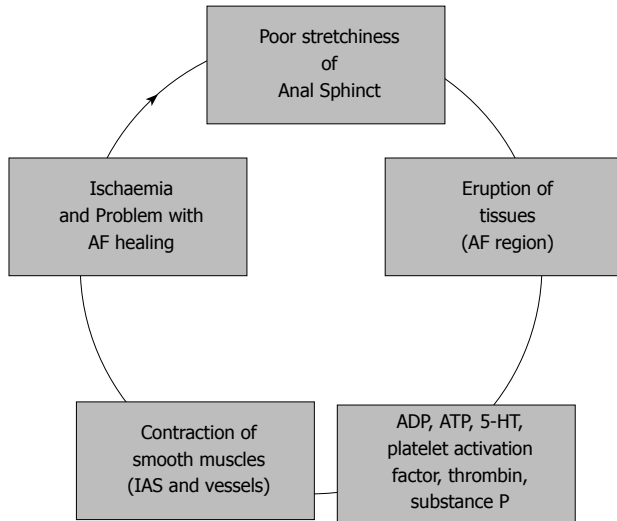 Poor stretchiness
of
Anal Sphinct
Eruption of
tissues
(AF region)
ADP, ATP, 5-HT,
platelet activation
factor, thrombin,
substance P
Contraction of
smooth muscles
(IAS and vessels)
Ischaemia
and Problem with
AF healing